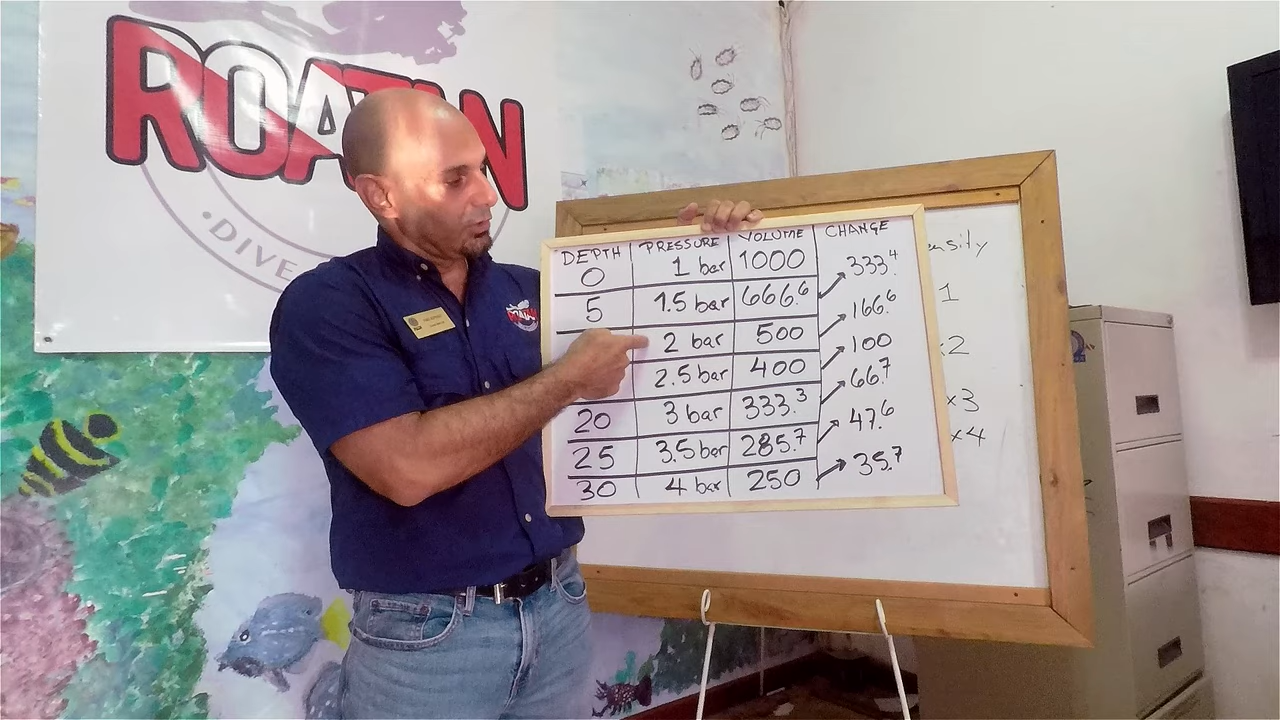 ROATAN
• DIVE
ROATAN
DEPTH PRESSURE VOLUME CHANGE
0 1 bar 1000
333.4
5 1.5 bar 666.6
166.6
2 bar 500
100
2.5 bar 400
66.7
20 3 bar 333.3
47.6
25 3.5 bar 285.7
35.7
30 4 bar 250
1
x2
x3
x4